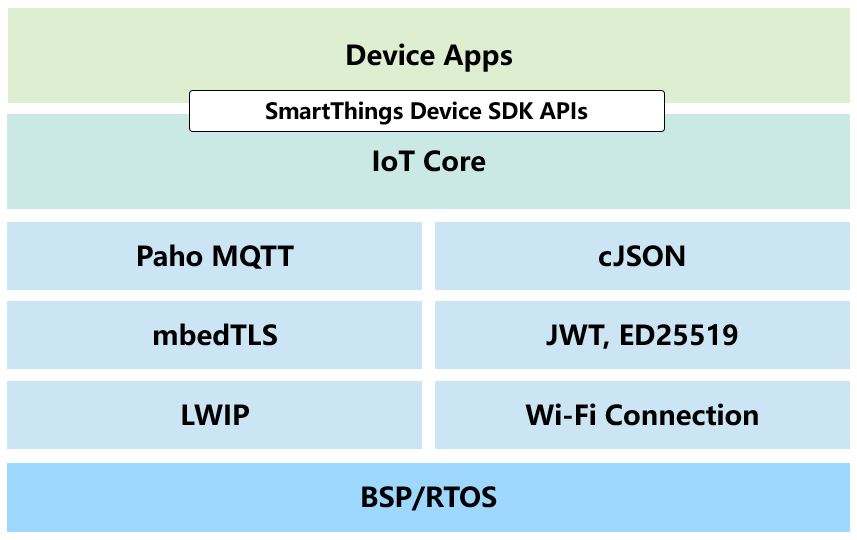 Device Apps
SmartThings Device SDK APIs
IoT Core
Paho MQTT
cJSON
mbedTLS
JWT, ED25519
LWIP
Wi-Fi Connection
BSP/RTOS